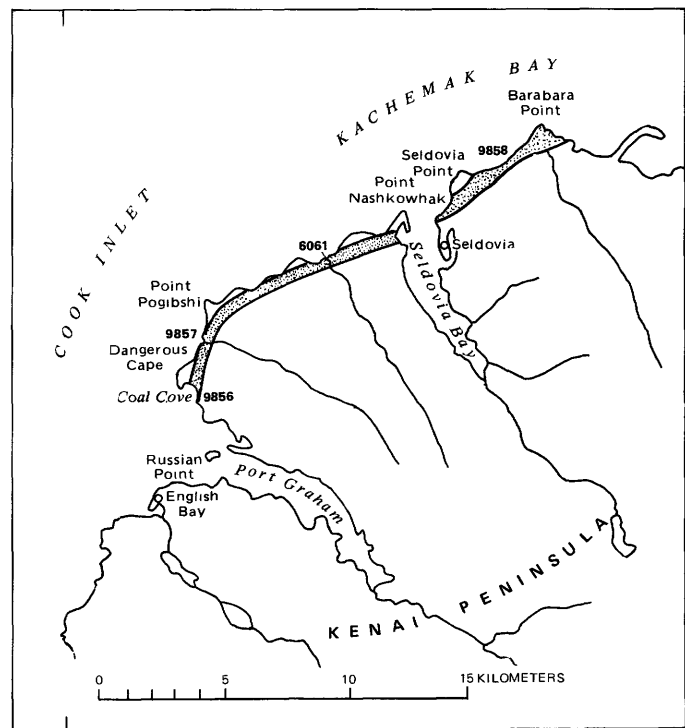 KACHEMAK BAY
Barabara
Point
9858
Seldovia
Point
Point
Nashkowhak
COOK INLET
6061
Seldovia
Seldovia Bay
Point
Pogibshi
9857
Dangerous
Cape
Coal Cove
9856
Russian
Point
Port Graham
English
Bay
KENAI PENINSULA
0 5 10 15 KILOMETERS